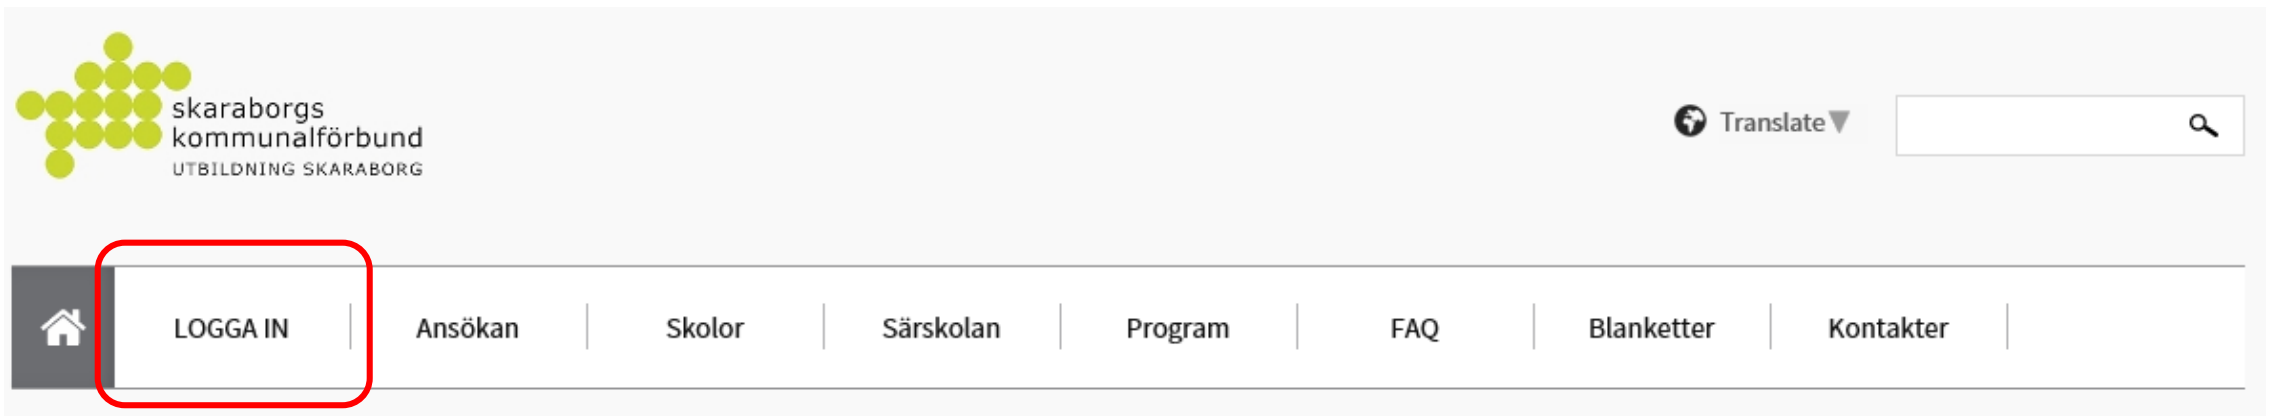 skaraborgs
kommunalförbund
UTBILDNING SKARABORG
Translate
LOGGA IN
Ansökan
Skolor
Särskolan
Program
FAQ
Blanketter
Kontakter